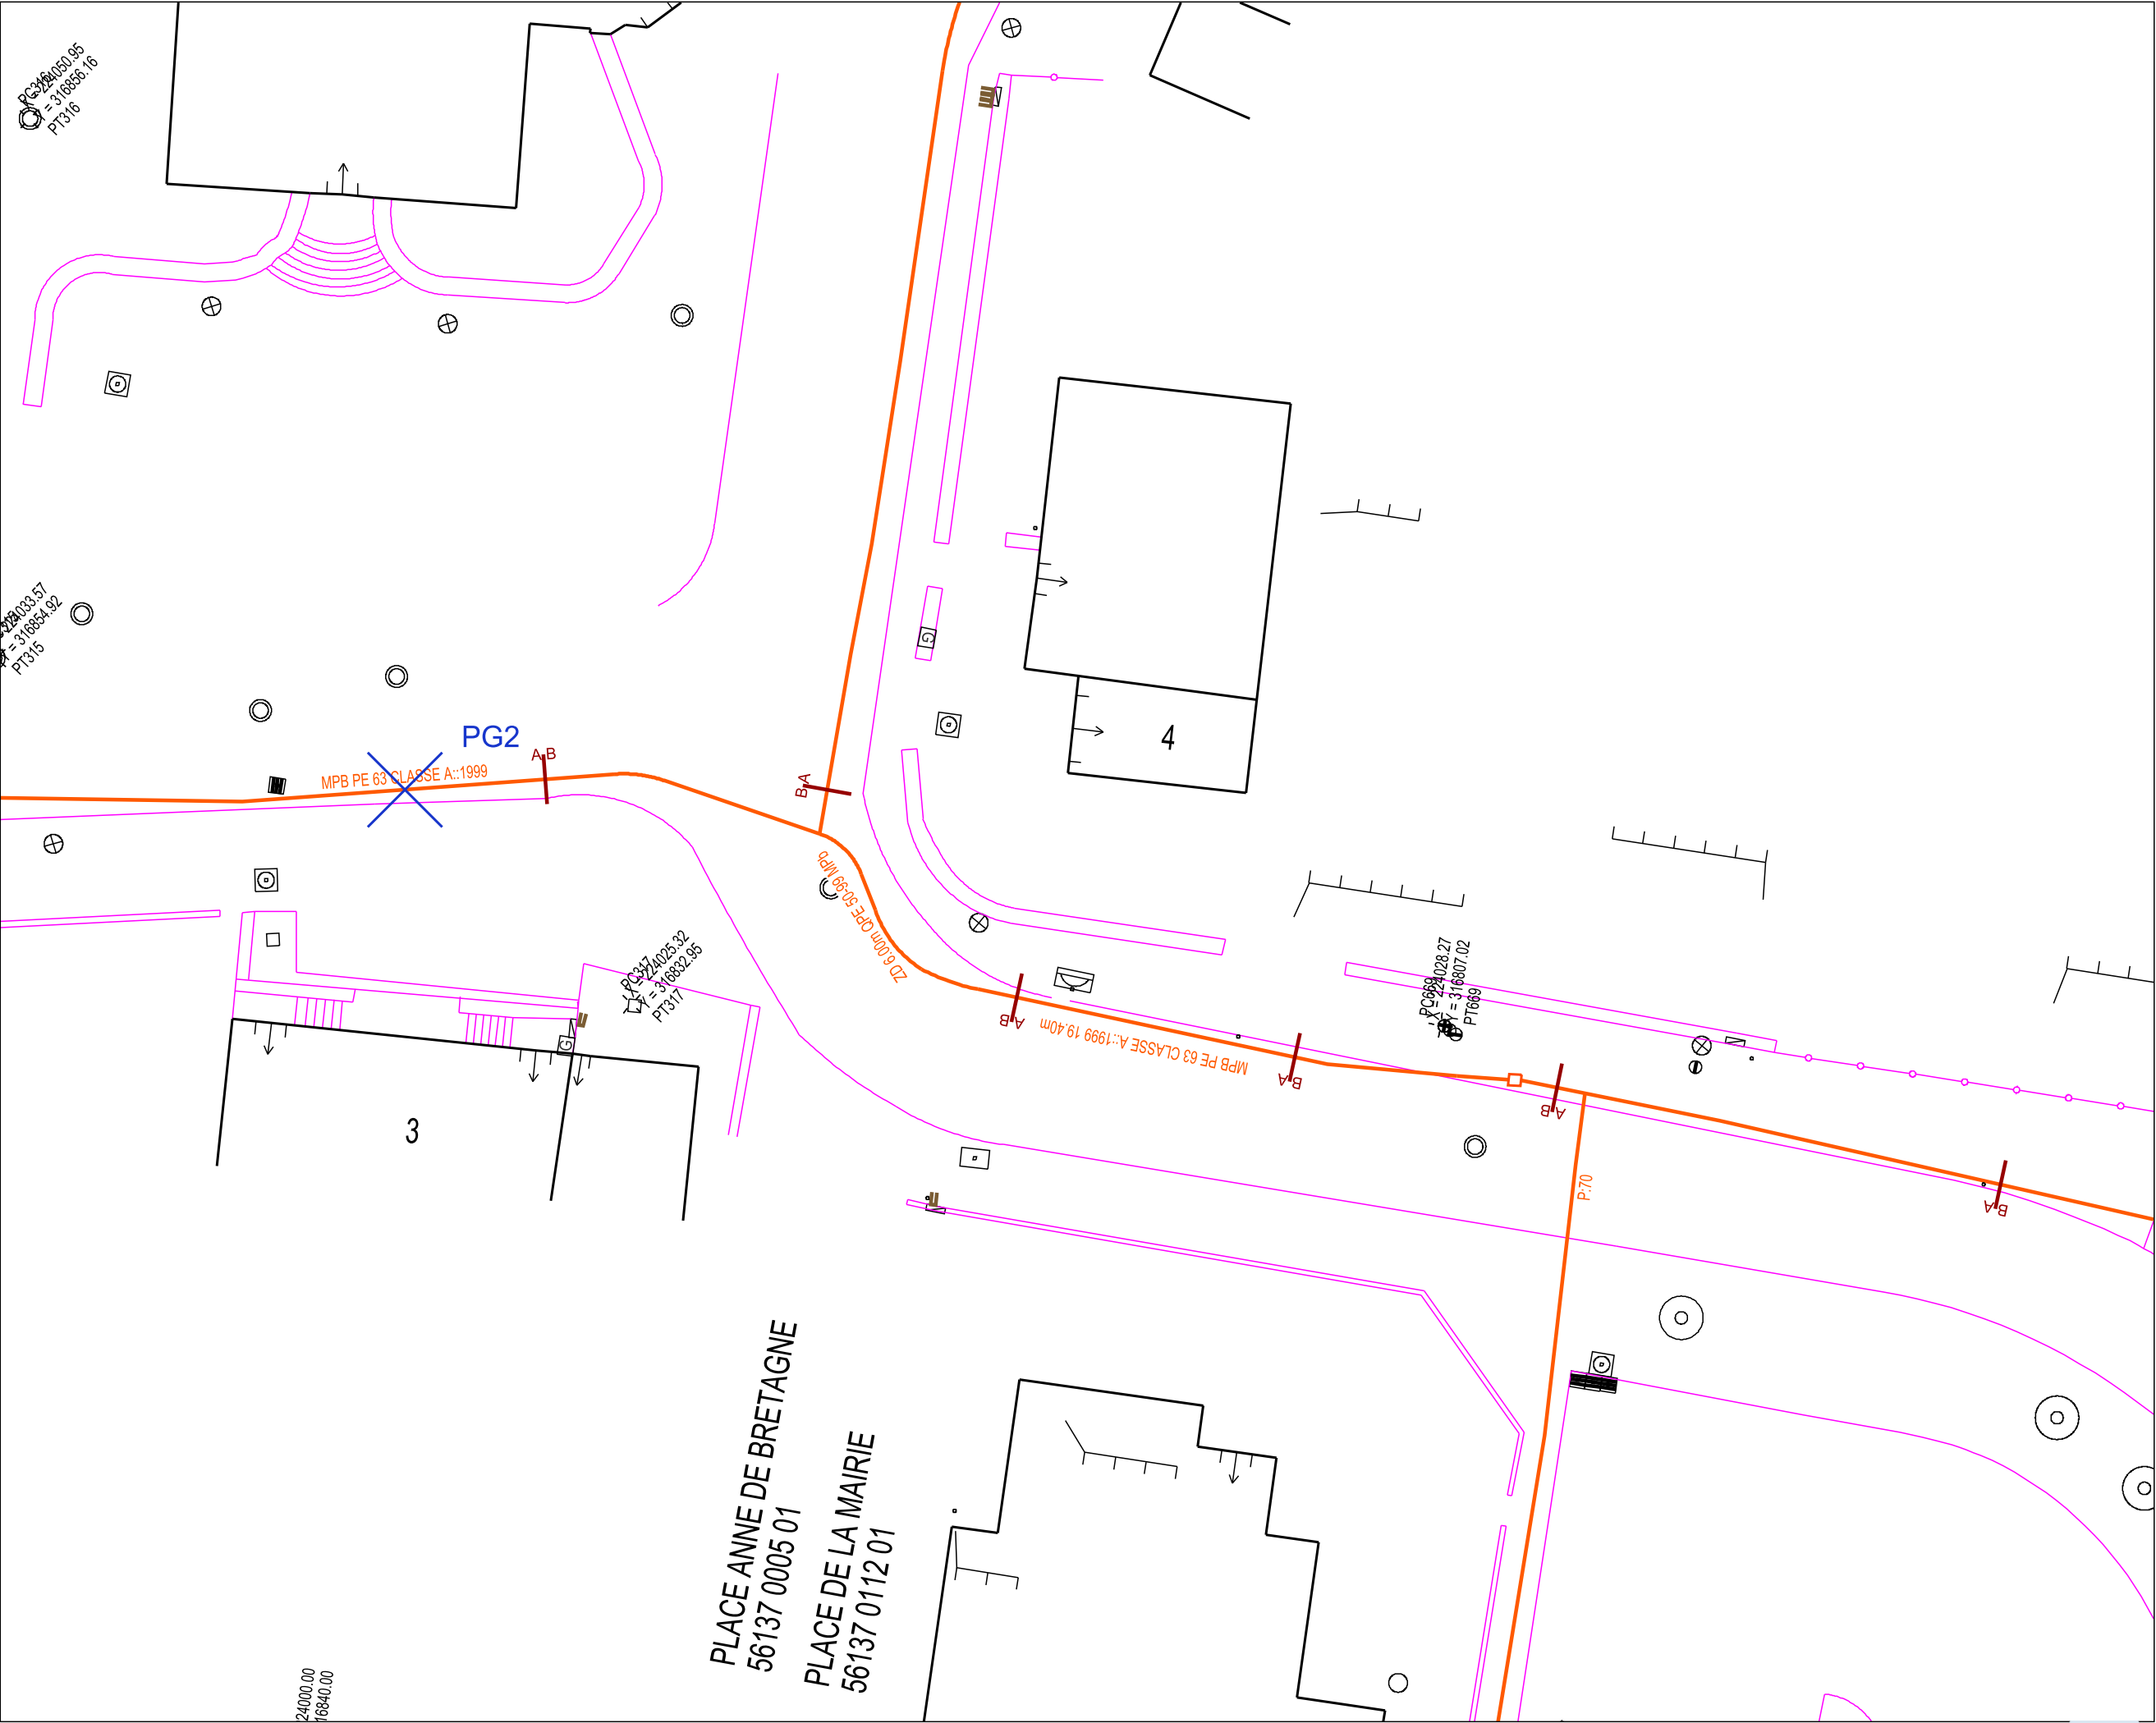 PC316
X = 224050.95
Y = 316856.16
PT316
224033.57
Y = 316854.92
PT315
G
4
PG2
MPB PE 63 CLASSE A::1999
A B
B A
ZD 6.00m QPE 50-99 MPb
PC317
X = 224025.32
Y = 316832.95
PT317
PC669
X = 224028.27
Y = 316807.02
PT669
A B
MPB PE 63 CLASSE A::1999 19.40m
B A
A B
B A
G
3
P:70
PLACE ANNE DE BRETAGNE
56137 0005 01
PLACE DE LA MAIRIE
56137 0112 01
24000.00
16840.00